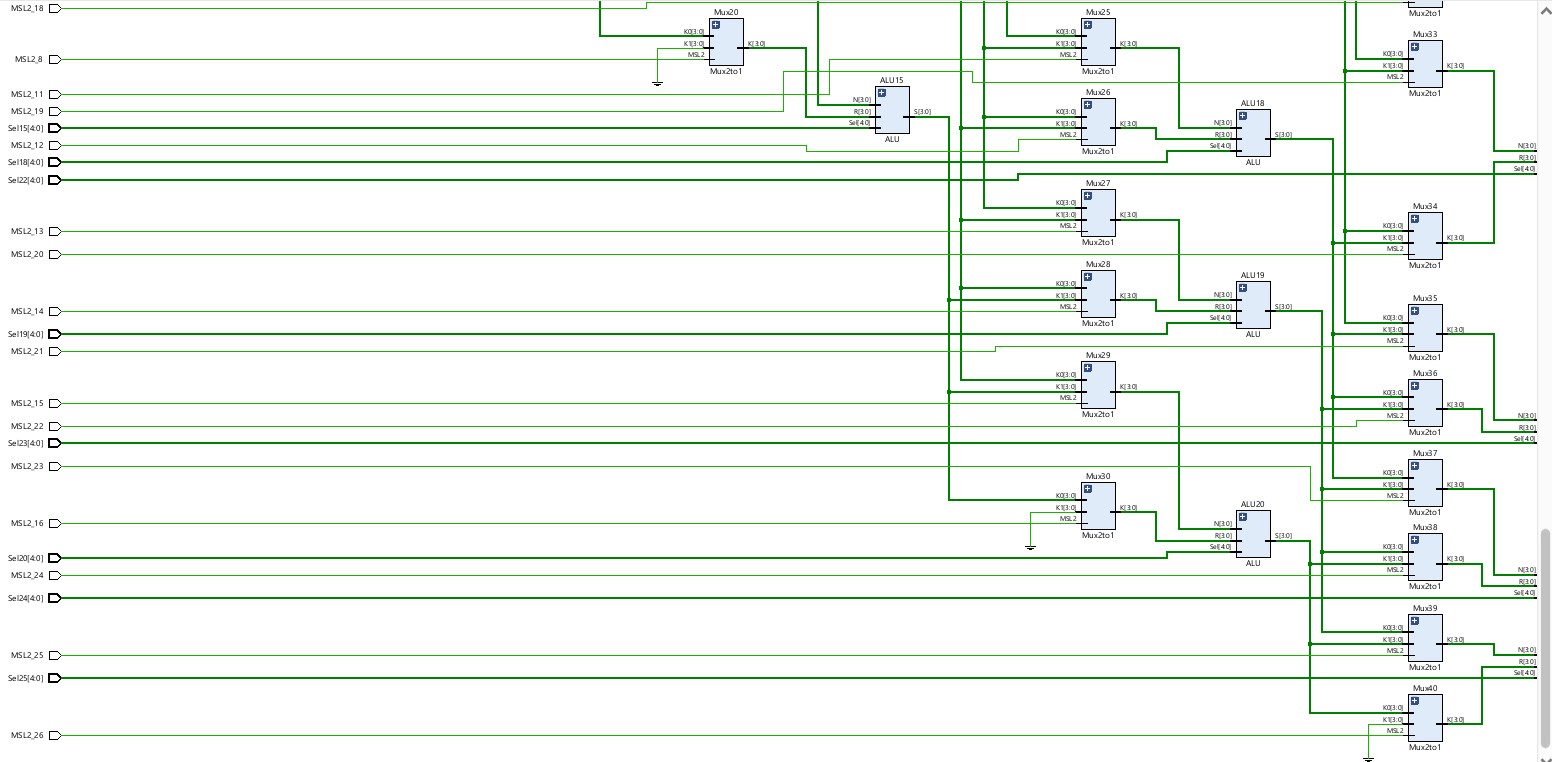 MSL2_18
MSL2_8
MSL2_11
MSL2_19
Sel15[4:0]
MSL2_12
Sel18[4:0]
Sel22[4:0]
MSL2_13
MSL2_20
MSL2_14
Sel19[4:0]
MSL2_21
MSL2_15
MSL2_22
Sel23[4:0]
MSL2_23
MSL2_16
Sel20[4:0]
MSL2_24
Sel24[4:0]
MSL2_25
Sel25[4:0]
MSL2_26
Mux20
K0[3:0]
K1[3:0]
MSL2
K[3:0]
Mux2to1
ALU15
N[3:0]
R[3:0]
Sel[4:0]
S[3:0]
ALU
Mux25
K0[3:0]
K1[3:0]
MSL2
K[3:0]
Mux2to1
Mux26
K0[3:0]
K1[3:0]
MSL2
K[3:0]
Mux2to1
Mux27
K0[3:0]
K1[3:0]
MSL2
K[3:0]
Mux2to1
Mux28
K0[3:0]
K1[3:0]
MSL2
K[3:0]
Mux2to1
Mux29
K0[3:0]
K1[3:0]
MSL2
K[3:0]
Mux2to1
Mux30
K0[3:0]
K1[3:0]
MSL2
K[3:0]
Mux2to1
ALU18
N[3:0]
R[3:0]
Sel[4:0]
S[3:0]
ALU
ALU19
N[3:0]
R[3:0]
Sel[4:0]
S[3:0]
ALU
ALU20
N[3:0]
R[3:0]
Sel[4:0]
S[3:0]
ALU
Mux2to1
Mux33
K0[3:0]
K1[3:0]
MSL2
K[3:0]
Mux2to1
Mux34
K0[3:0]
K1[3:0]
MSL2
K[3:0]
Mux2to1
Mux35
K0[3:0]
K1[3:0]
MSL2
K[3:0]
Mux2to1
Mux36
K0[3:0]
K1[3:0]
MSL2
K[3:0]
Mux2to1
Mux37
K0[3:0]
K1[3:0]
MSL2
K[3:0]
Mux2to1
Mux38
K0[3:0]
K1[3:0]
MSL2
K[3:0]
Mux2to1
Mux39
K0[3:0]
K1[3:0]
MSL2
K[3:0]
Mux2to1
Mux40
K0[3:0]
K1[3:0]
MSL2
K[3:0]
Mux2to1
N[3:0]
R[3:0]
Sel[4:0]
N[3:0]
R[3:0]
Sel[4:0]
N[3:0]
R[3:0]
Sel[4:0]
N[3:0]
R[3:0]
Sel[4:0]